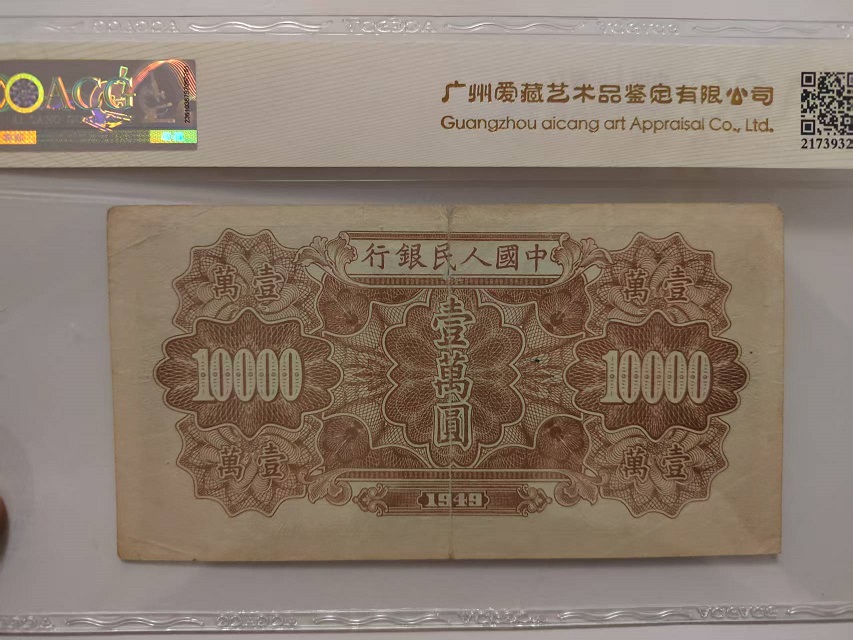 ACG
广州爱藏艺术品鉴定有限公司
Guangzhou aicang art Appraisal Co., Ltd.
2173932
行銀民人國中
萬壹
萬壹
壹萬圓
10000
10000
萬壹
萬壹
1949